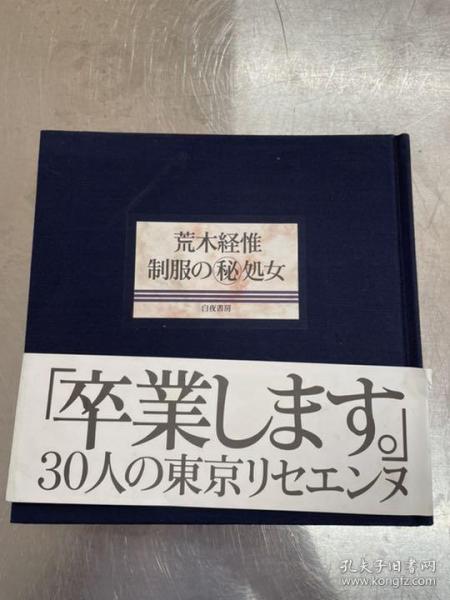 荒木経惟
制服の㊙処女
白夜書房
「卒業します。」
30人の東京リセエンヌ
孔夫子旧书网
www.kongfz.com